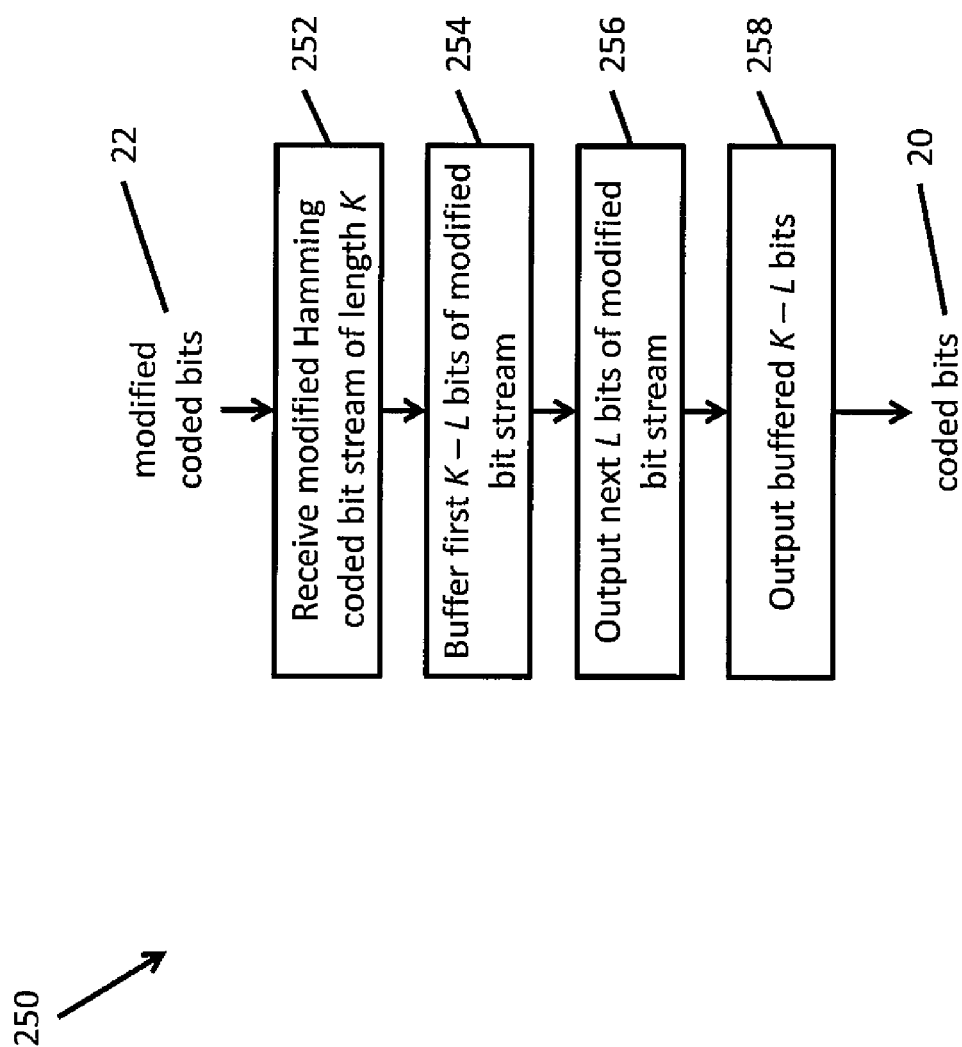 250
modified
coded bits
22
Receive modified Hamming
coded bit stream of length K
252
Buffer first K – L bits of modified
bit stream
254
Output next L bits of modified
bit stream
256
Output buffered K – L bits
258
coded bits
20